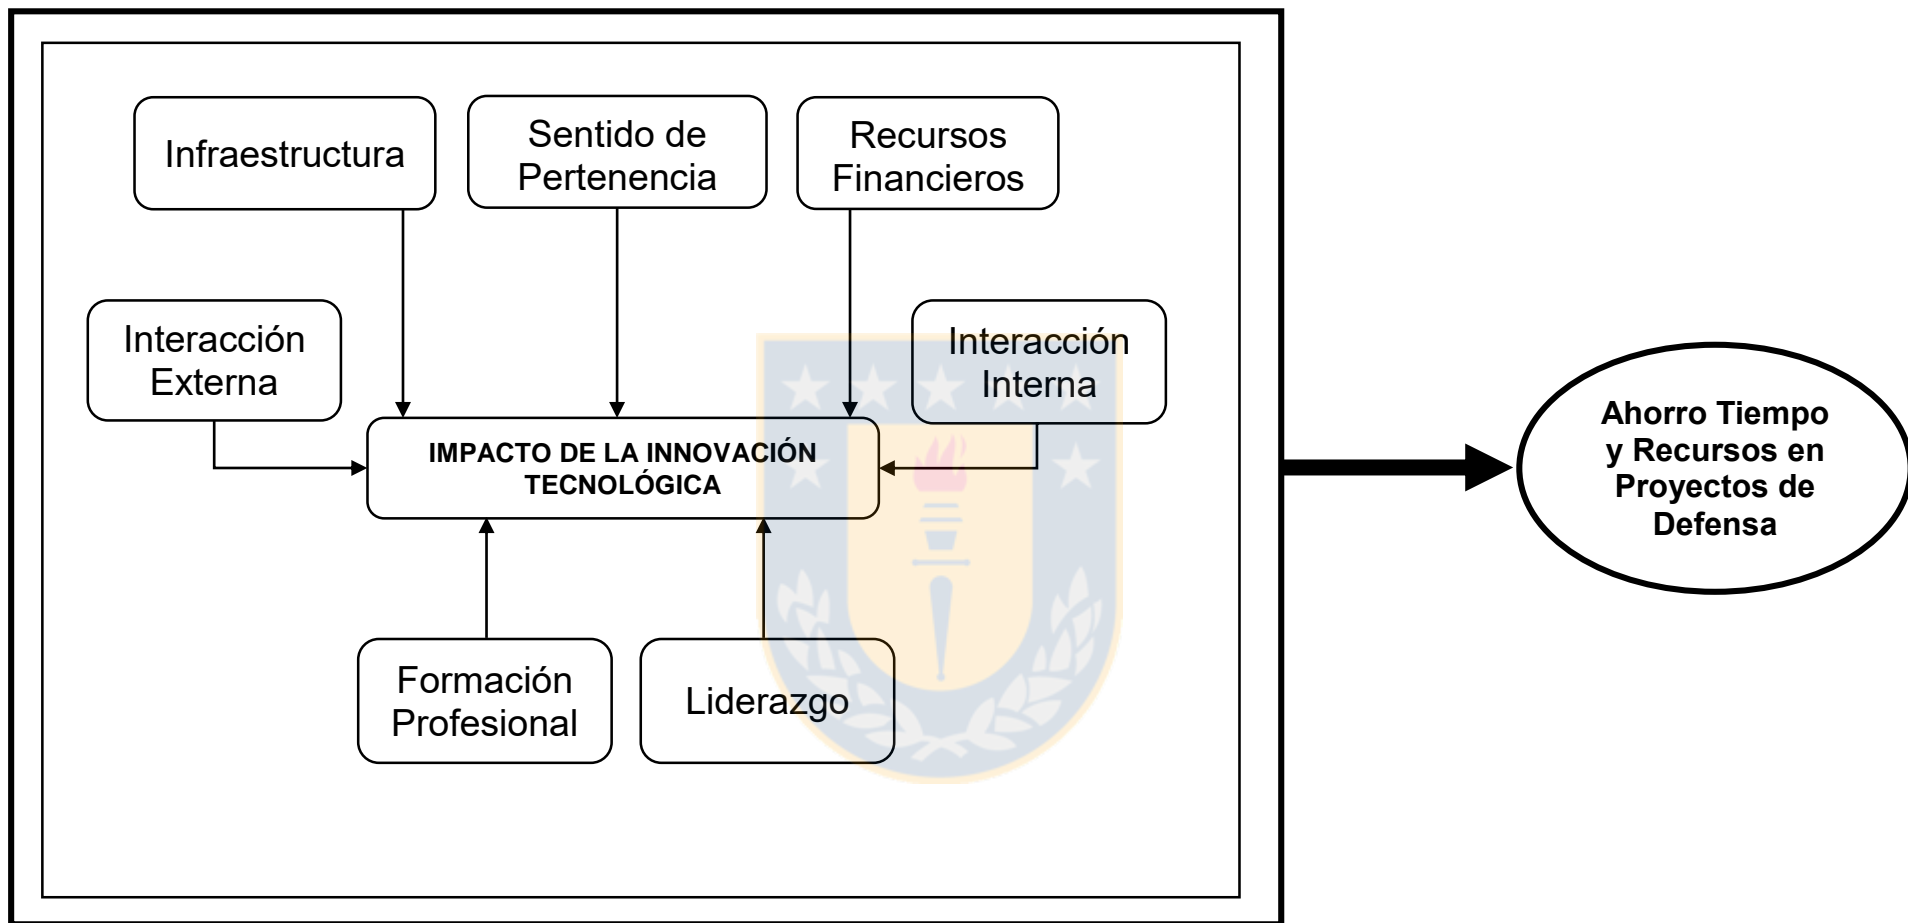 Infraestructura
Sentido de
Pertenencia
Recursos
Financieros
Interacción
Externa
Interacción
Interna
IMPACTO DE LA INNOVACIÓN
TECNOLÓGICA
Ahorro Tiempo
y Recursos en
Proyectos de
Defensa
Formación
Profesional
Liderazgo